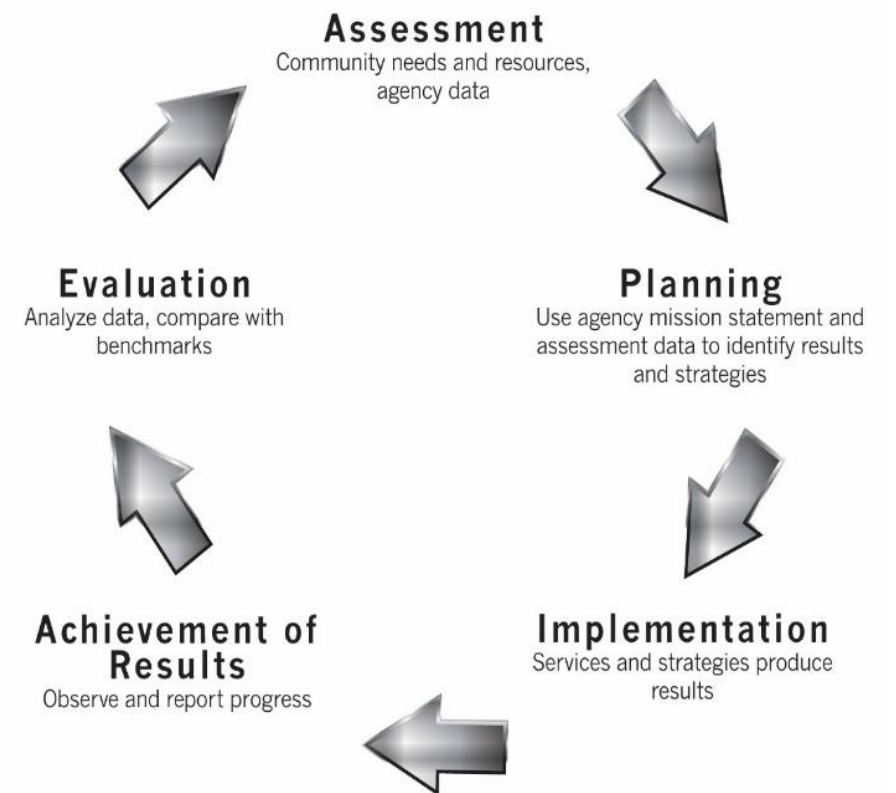 Assessment
Community needs and resources,
agency data
Planning
Use agency mission statement and
assessment data to identify results
and strategies
Implementation
Services and strategies produce
results
Achievement of
Results
Observe and report progress
Evaluation
Analyze data, compare with
benchmarks